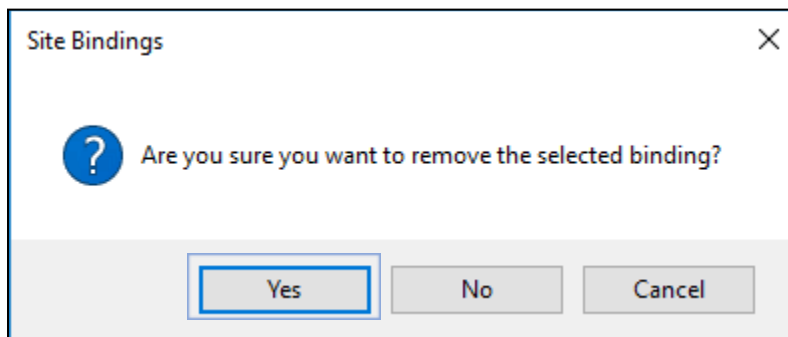 Site Bindings
Are you sure you want to remove the selected binding?
Yes No Cancel